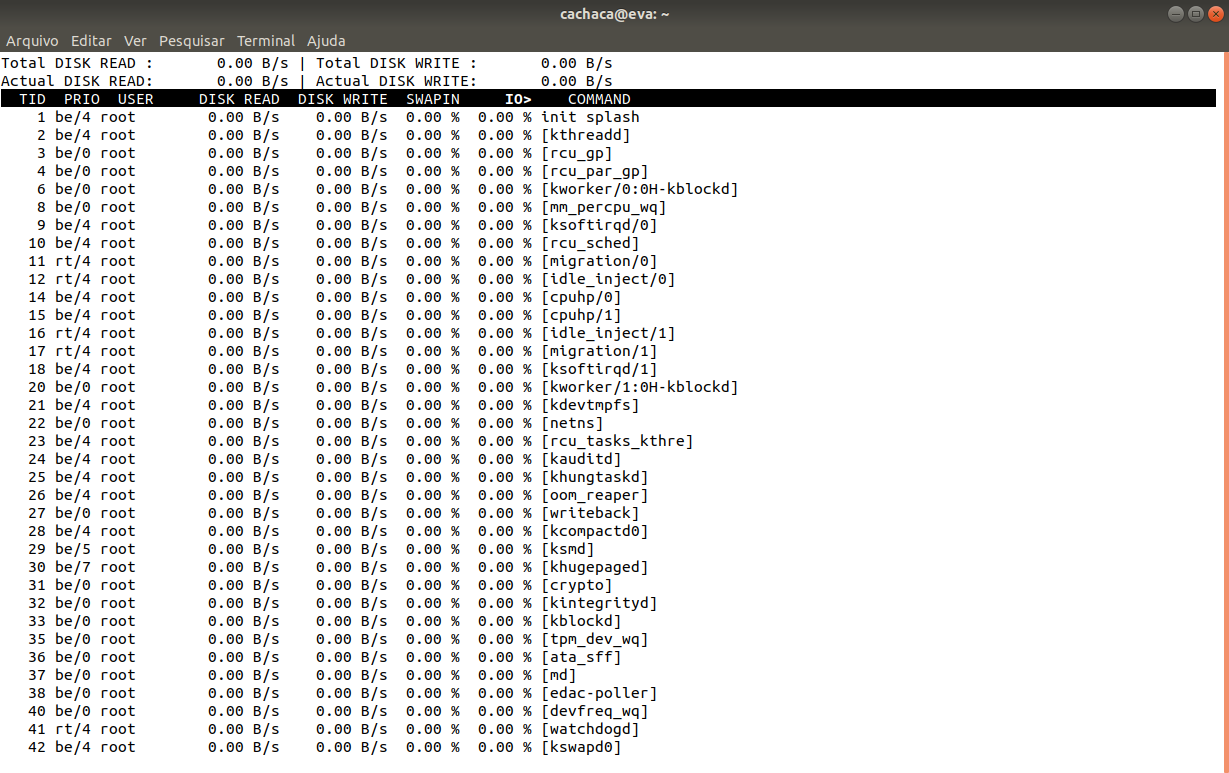 cachaca@eva: ~
Arquivo Editar Ver Pesquisar Terminal Ajuda
Total DISK READ : 0.00 B/s | Total DISK WRITE : 0.00 B/s
Actual DISK READ: 0.00 B/s | Actual DISK WRITE: 0.00 B/s
TID PRIO USER DISK READ DISK WRITE SWAPIN IO> COMMAND
1 be/4 root 0.00 B/s 0.00 B/s 0.00 % 0.00 % init splash
2 be/4 root 0.00 B/s 0.00 B/s 0.00 % 0.00 % [kthreadd]
3 be/0 root 0.00 B/s 0.00 B/s 0.00 % 0.00 % [rcu_gp]
4 be/0 root 0.00 B/s 0.00 B/s 0.00 % 0.00 % [rcu_par_gp]
6 be/0 root 0.00 B/s 0.00 B/s 0.00 % 0.00 % [kworker/0:0H-kblockd]
8 be/0 root 0.00 B/s 0.00 B/s 0.00 % 0.00 % [mm_percpu_wq]
9 be/4 root 0.00 B/s 0.00 B/s 0.00 % 0.00 % [ksoftirqd/0]
10 be/4 root 0.00 B/s 0.00 B/s 0.00 % 0.00 % [rcu_sched]
11 rt/4 root 0.00 B/s 0.00 B/s 0.00 % 0.00 % [migration/0]
12 rt/4 root 0.00 B/s 0.00 B/s 0.00 % 0.00 % [idle_inject/0]
14 be/4 root 0.00 B/s 0.00 B/s 0.00 % 0.00 % [cpuhp/0]
15 be/4 root 0.00 B/s 0.00 B/s 0.00 % 0.00 % [cpuhp/1]
16 rt/4 root 0.00 B/s 0.00 B/s 0.00 % 0.00 % [idle_inject/1]
17 rt/4 root 0.00 B/s 0.00 B/s 0.00 % 0.00 % [migration/1]
18 be/4 root 0.00 B/s 0.00 B/s 0.00 % 0.00 % [ksoftirqd/1]
20 be/0 root 0.00 B/s 0.00 B/s 0.00 % 0.00 % [kworker/1:0H-kblockd]
21 be/4 root 0.00 B/s 0.00 B/s 0.00 % 0.00 % [kdevtmpfs]
22 be/0 root 0.00 B/s 0.00 B/s 0.00 % 0.00 % [netns]
23 be/4 root 0.00 B/s 0.00 B/s 0.00 % 0.00 % [rcu_tasks_kthre]
24 be/4 root 0.00 B/s 0.00 B/s 0.00 % 0.00 % [kauditd]
25 be/4 root 0.00 B/s 0.00 B/s 0.00 % 0.00 % [khungtaskd]
26 be/4 root 0.00 B/s 0.00 B/s 0.00 % 0.00 % [oom_reaper]
27 be/0 root 0.00 B/s 0.00 B/s 0.00 % 0.00 % [writeback]
28 be/4 root 0.00 B/s 0.00 B/s 0.00 % 0.00 % [kcompactd0]
29 be/5 root 0.00 B/s 0.00 B/s 0.00 % 0.00 % [ksmd]
30 be/7 root 0.00 B/s 0.00 B/s 0.00 % 0.00 % [khugepaged]
31 be/0 root 0.00 B/s 0.00 B/s 0.00 % 0.00 % [crypto]
32 be/0 root 0.00 B/s 0.00 B/s 0.00 % 0.00 % [kintegrityd]
33 be/0 root 0.00 B/s 0.00 B/s 0.00 % 0.00 % [kblockd]
35 be/0 root 0.00 B/s 0.00 B/s 0.00 % 0.00 % [tpm_dev_wq]
36 be/0 root 0.00 B/s 0.00 B/s 0.00 % 0.00 % [ata_sff]
37 be/0 root 0.00 B/s 0.00 B/s 0.00 % 0.00 % [md]
38 be/0 root 0.00 B/s 0.00 B/s 0.00 % 0.00 % [edac-poller]
40 be/0 root 0.00 B/s 0.00 B/s 0.00 % 0.00 % [devfreq_wq]
41 rt/4 root 0.00 B/s 0.00 B/s 0.00 % 0.00 % [watchdogd]
42 be/4 root 0.00 B/s 0.00 B/s 0.00 % 0.00 % [kswapd0]